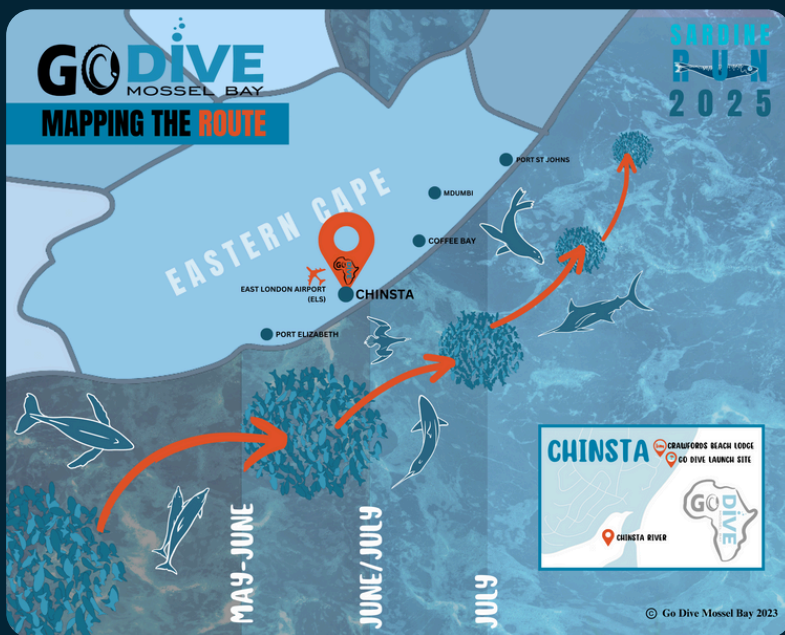 GO DIVE
MOSSEL BAY
MAPPING THE ROUTE
SARDINE
RUN
2025
EASTERN CAPE
PORT ST JOHNS
MDUMBI
COFFEE BAY
GO
EAST LONDON AIRPORT
(ELS)
CHINSTA
PORT ELIZABETH
MAY-JUNE
JUNE/JULY
JULY
CHINSTA
CRAWFORDS BEACH LODGE
GO DIVE LAUNCH SITE
GO
DIVE
CHINSTA RIVER
© Go Dive Mossel Bay 2023